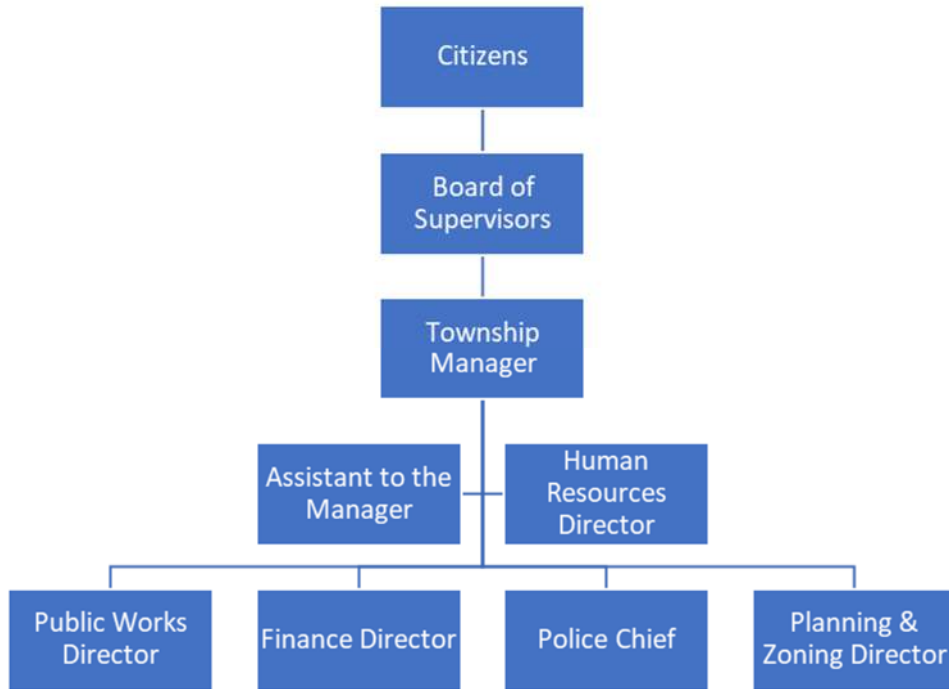 Citizens
Board of
Supervisors
Township
Manager
Assistant to the
Manager
Human
Resources
Director
Public Works
Director
Finance Director
Police Chief
Planning &
Zoning Director